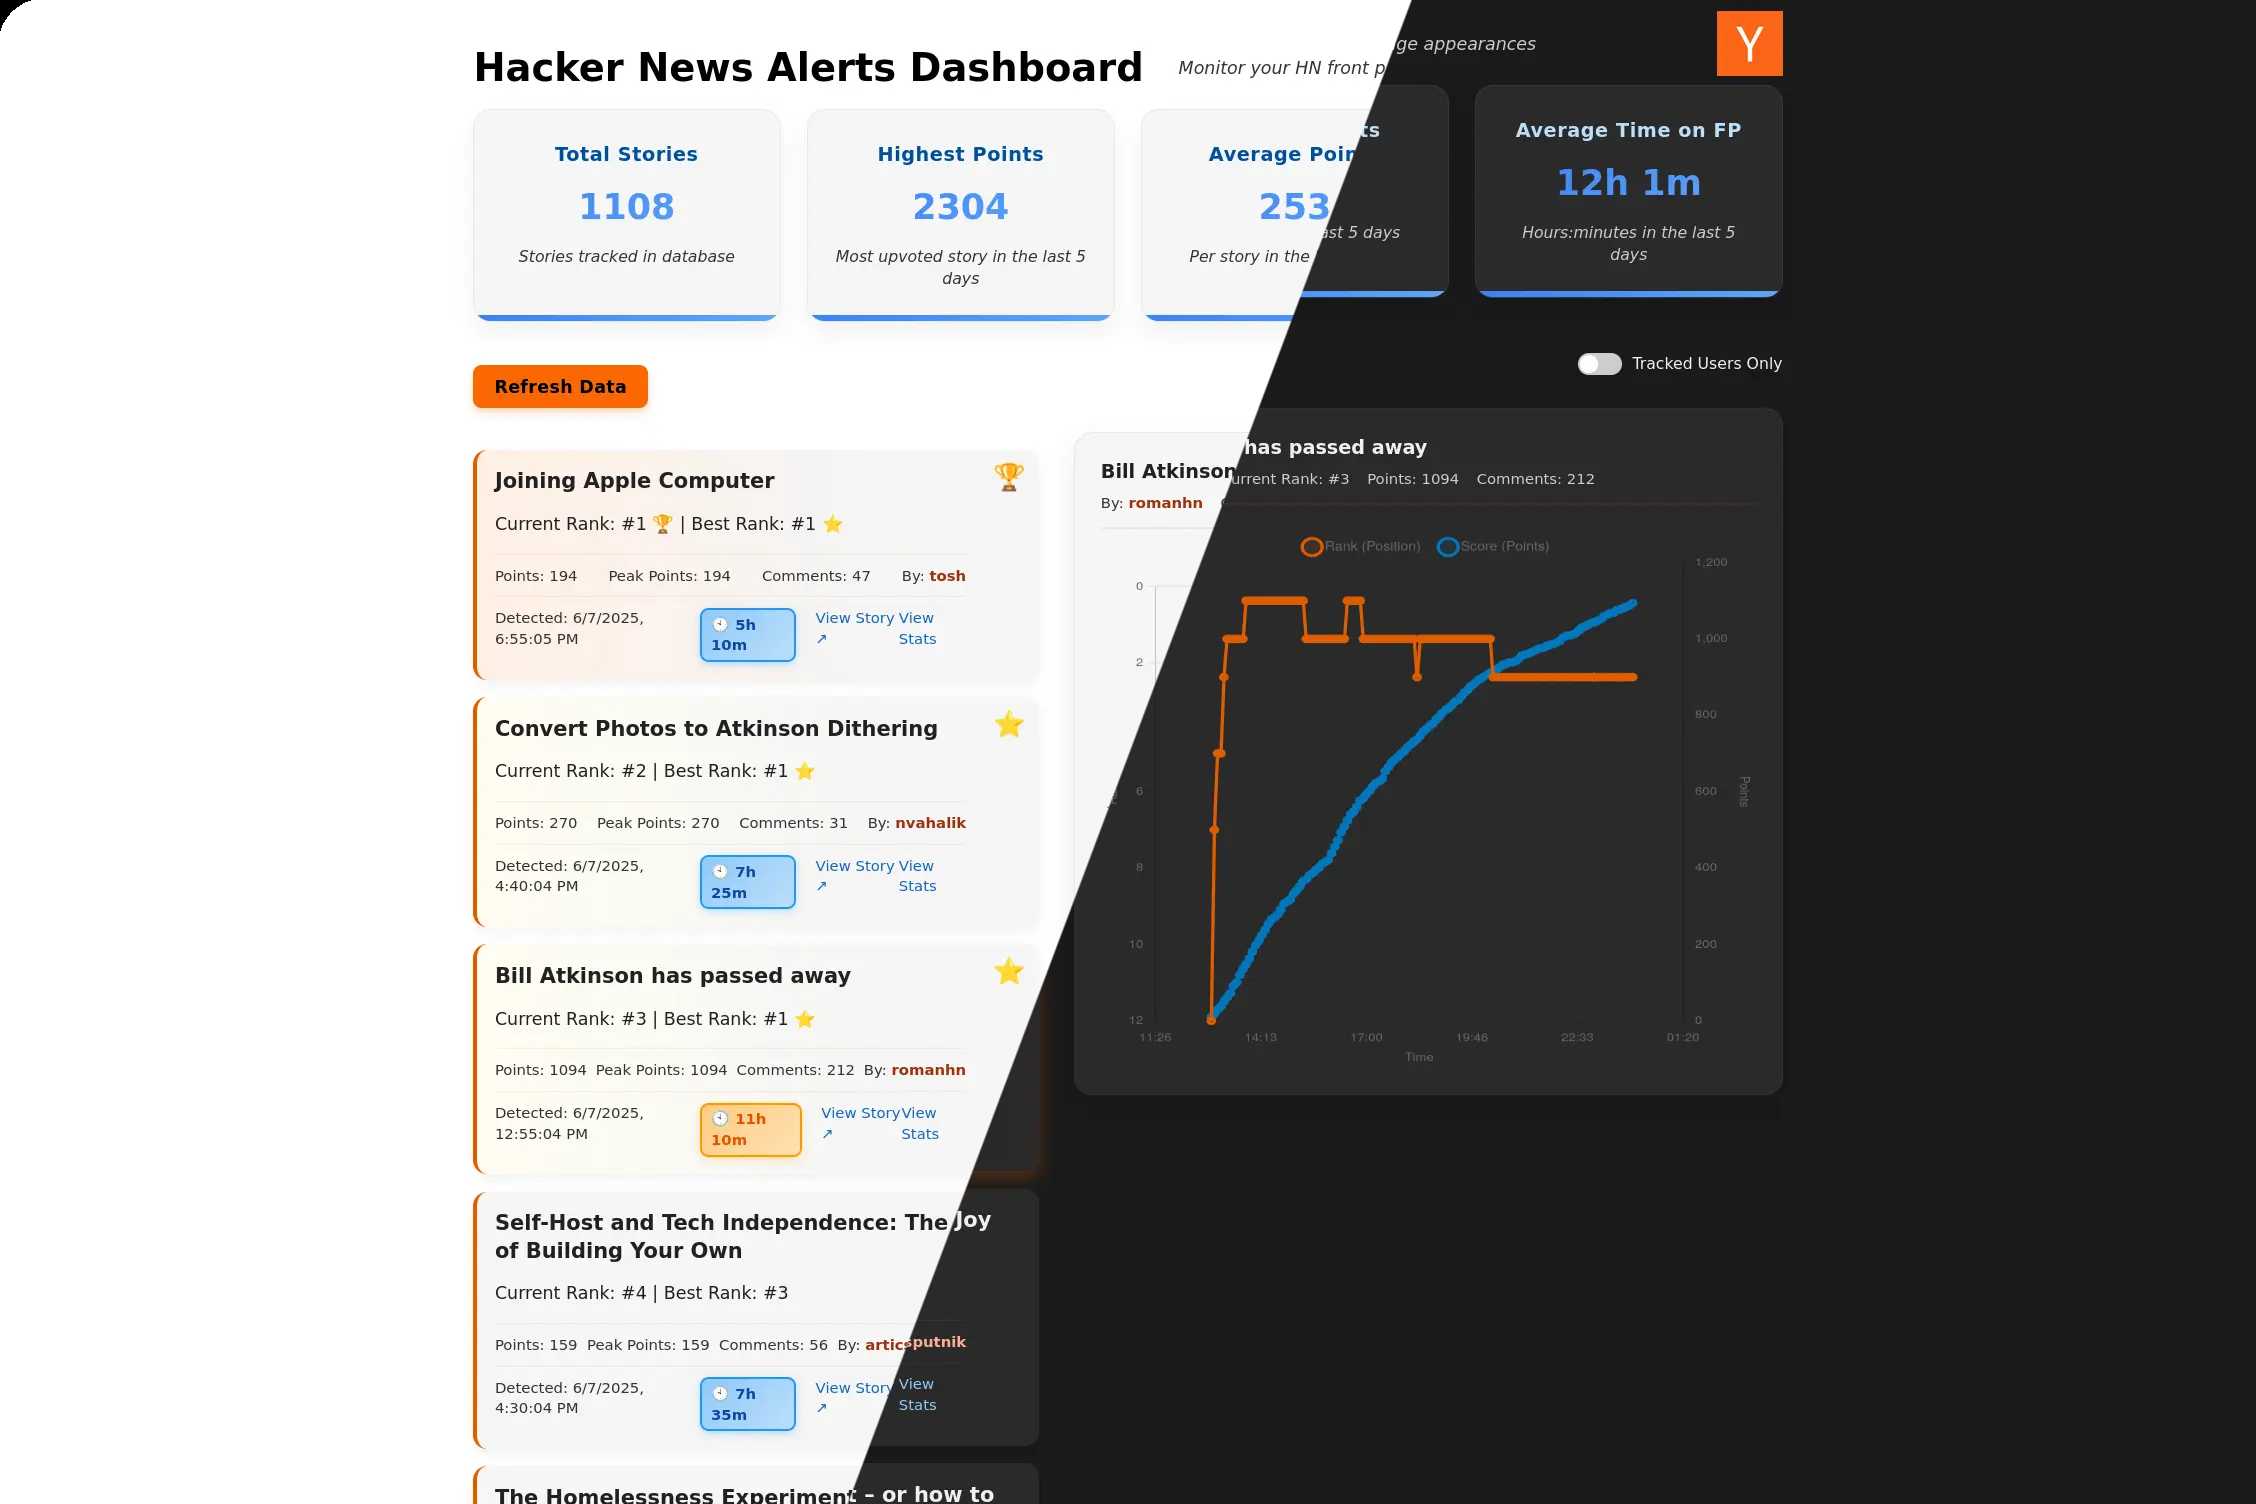 Hacker News Alerts Dashboard
Monitor your HN front p
ge appearances
Y
Total Stories
1108
Stories tracked in database
Highest Points
2304
Most upvoted story in the last 5
days
Average Poin
ts
253
Per story in the
ast 5 days
Average Time on FP
12h 1m
Hours:minutes in the last 5
days
Refresh Data
Tracked Users Only
Joining Apple Computer
Current Rank: #1 🏆 | Best Rank: #1 ⭐
Points: 194 Peak Points: 194 Comments: 47 By: tosh
Detected: 6/7/2025,
6:55:05 PM
🕙 5h
10m
View Story
↗
View
Stats
Convert Photos to Atkinson Dithering
Current Rank: #2 | Best Rank: #1 ⭐
Points: 270 Peak Points: 270 Comments: 31 By: nvahalik
Detected: 6/7/2025,
4:40:04 PM
🕙 7h
25m
View Story
↗
View
Stats
Bill Atkinson has passed away
Current Rank: #3 | Best Rank: #1 ⭐
Points: 1094 Peak Points: 1094 Comments: 212 By: romanhn
Detected: 6/7/2025,
12:55:04 PM
🕙 11h
10m
View Story
↗
View
Stats
Self-Host and Tech Independence: The Joy
of Building Your Own
Current Rank: #4 | Best Rank: #3
Points: 159 Peak Points: 159 Comments: 56 By: artic
sputnik
Detected: 6/7/2025,
4:30:04 PM
🕙 7h
35m
View Story
↗
View
Stats
The Homelessness Experiment – or how to
Bill Atkinson has passed away
By: romanhn
urrent Rank: #3 Points: 1094 Comments: 212
Rank (Position) Score (Points)
0
2
6
8
10
12
1,200
1,000
800
600
400
200
0
Points
11:26 14:13 17:00 19:46 22:33 01:20
Time